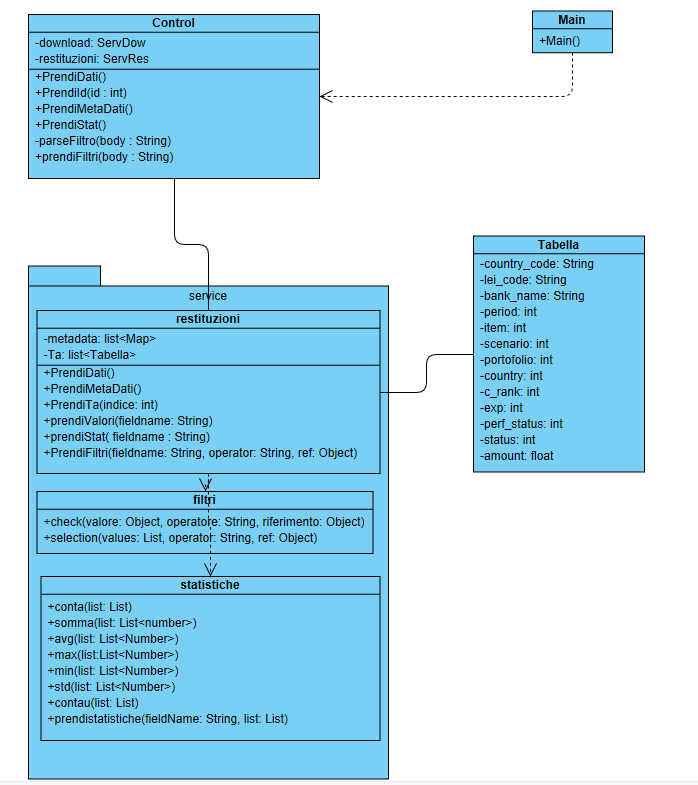 Control
-download: ServDow
-restituzioni: ServRes
+PrendiDati()
+PrendiId(id : int)
+PrendiMetaDati()
+PrendiStat()
-parseFiltro(body : String)
+prendiFiltri(body : String)
Main
+Main()
Tabella
-country_code: String
-lei_code: String
-bank_name: String
-period: int
-item: int
-scenario: int
-portofolio: int
-country: int
-c_rank: int
-exp: int
-perf_status: int
-status: int
-amount: float
service
restituzioni
-metadata: list<Map>
-Ta: list<Tabella>
+PrendiDati()
+PrendiMetaDati()
+PrendiTa(indice: int)
+prendiValori(fieldname: String)
+prendiStat( fieldname : String)
+PrendiFiltri(fieldname: String, operator: String, ref: Object)
filtri
+check(valore: Object, operatore: String, riferimento: Object)
+selection(values: List, operator: String, ref: Object)
statistiche
+conta(list: List)
+somma(list: List<number>)
+avg(list: List<Number>)
+max(list:List<Number>)
+min(list: List<Number>)
+std(list: List<Number>)
+contau(list: List)
+prendistatistiche(fieldName: String, list: List)